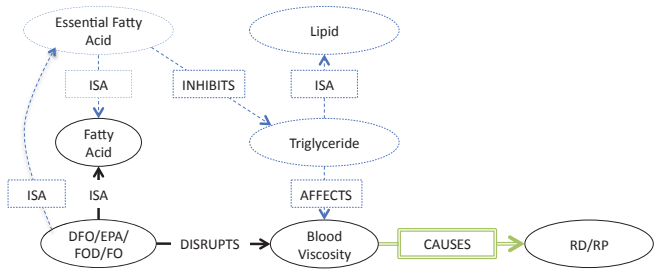 Essential Fatty
Acid
Lipid
ISA
INHIBITS
ISA
Fatty
Acid
Triglyceride
ISA
ISA
AFFECTS
DFO/EPA/
FOD/FO
DISRUPTS
Blood
Viscosity
CAUSES
RD/RP